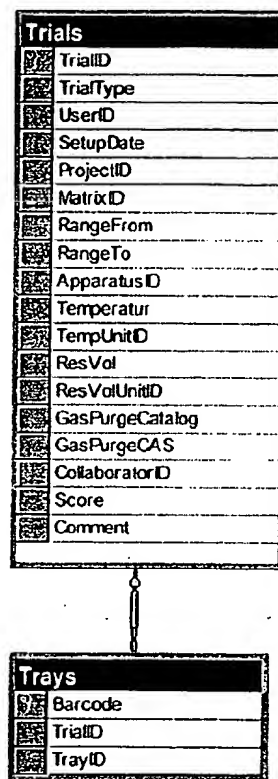 Trials
TrialID
TrialType
UserID
SetupDate
ProjectID
MatrixID
RangeFrom
RangeTo
ApparatusID
Temperatur
TempUnitID
ResVol
ResVolUnitID
GasPurgeCatalog
GasPurgeCAS
CollaboratorID
Score
Comment
Trays
Barcode
TrialID
TrayID